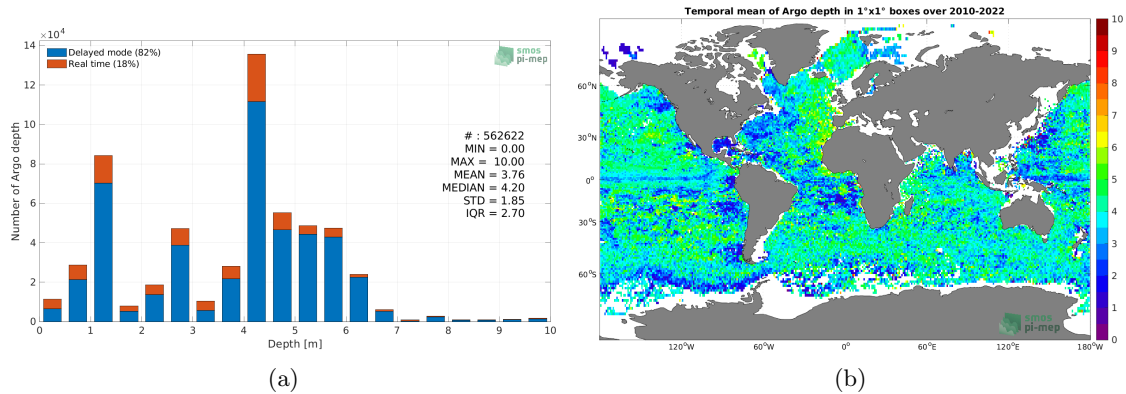 ×10⁴
14
12
10
8
6
4
2
0
Number of Argo depth
Delayed mode (82%)
Real time (18%)
smos
pi-mep
# : 562622
MIN = 0.00
MAX = 10.00
MEAN = 3.76
MEDIAN = 4.20
STD = 1.85
IQR = 2.70
0 1 2 3 4 5 6 7 8 9 10
Depth [m]
(a)
Temporal mean of Argo depth in 1°x1° boxes over 2010-2022
60°N
30°N
0°
30°S
60°S
120°W 60°W 0° 60°E 120°E 180°W
smos
pi-mep
10
9
8
7
6
5
4
3
2
1
0
(b)